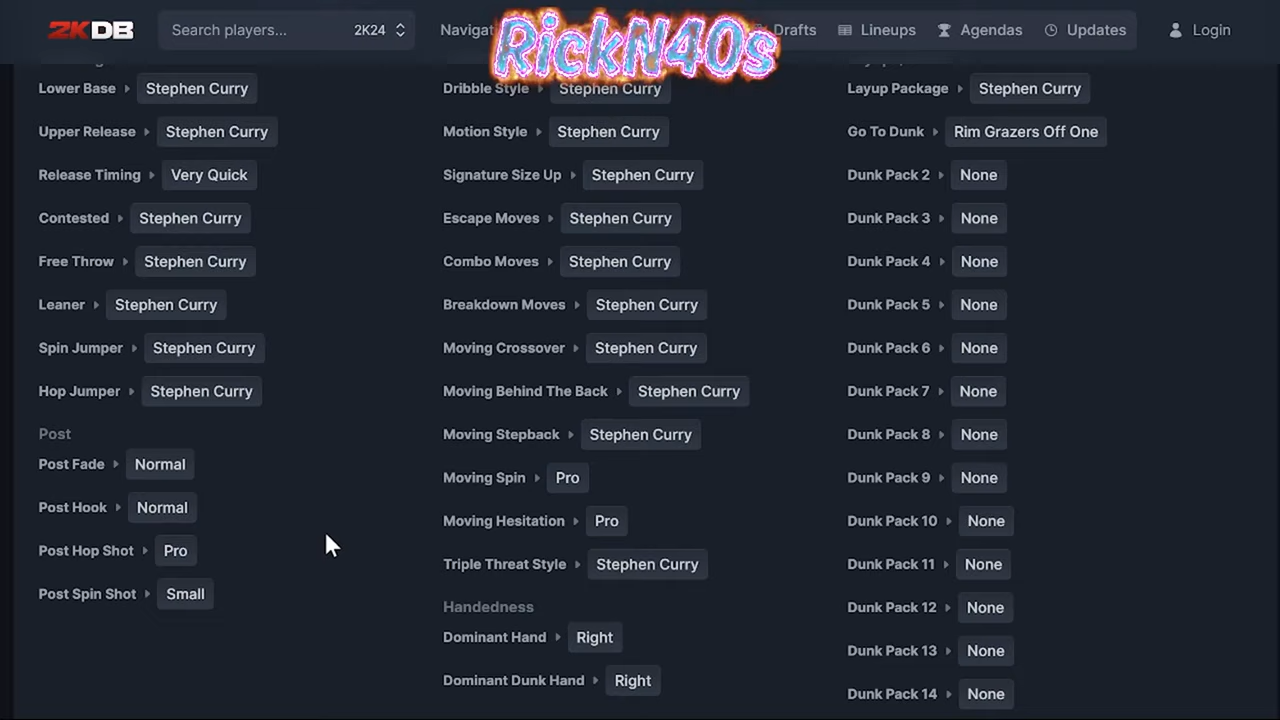 2KDB
Search players...
2K24
Navigat
RickN40s
Drafts
Lineups
Agendas
Updates
Login
Lower Base Stephen Curry
Upper Release Stephen Curry
Release Timing Very Quick
Contested Stephen Curry
Free Throw Stephen Curry
Leaner Stephen Curry
Spin Jumper Stephen Curry
Hop Jumper Stephen Curry
Post
Post Fade Normal
Post Hook Normal
Post Hop Shot Pro
Post Spin Shot Small
Dribble Style Stephen Curry
Motion Style Stephen Curry
Signature Size Up Stephen Curry
Escape Moves Stephen Curry
Combo Moves Stephen Curry
Breakdown Moves Stephen Curry
Moving Crossover Stephen Curry
Moving Behind The Back Stephen Curry
Moving Stepback Stephen Curry
Moving Spin Pro
Moving Hesitation Pro
Triple Threat Style Stephen Curry
Handedness
Dominant Hand Right
Dominant Dunk Hand Right
Layup Package Stephen Curry
Go To Dunk Rim Grazers Off One
Dunk Pack 2 None
Dunk Pack 3 None
Dunk Pack 4 None
Dunk Pack 5 None
Dunk Pack 6 None
Dunk Pack 7 None
Dunk Pack 8 None
Dunk Pack 9 None
Dunk Pack 10 None
Dunk Pack 11 None
Dunk Pack 12 None
Dunk Pack 13 None
Dunk Pack 14 None